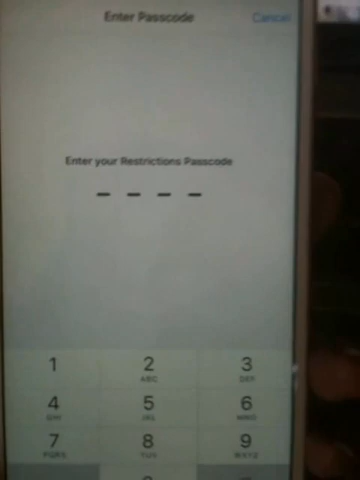 Enter Passcode Cancel
Enter your Restrictions Passcode
1 2 3
ABC DEF
4 5 6
GHI JKL MNO
7 8 9
PQRS TUV WXYZ